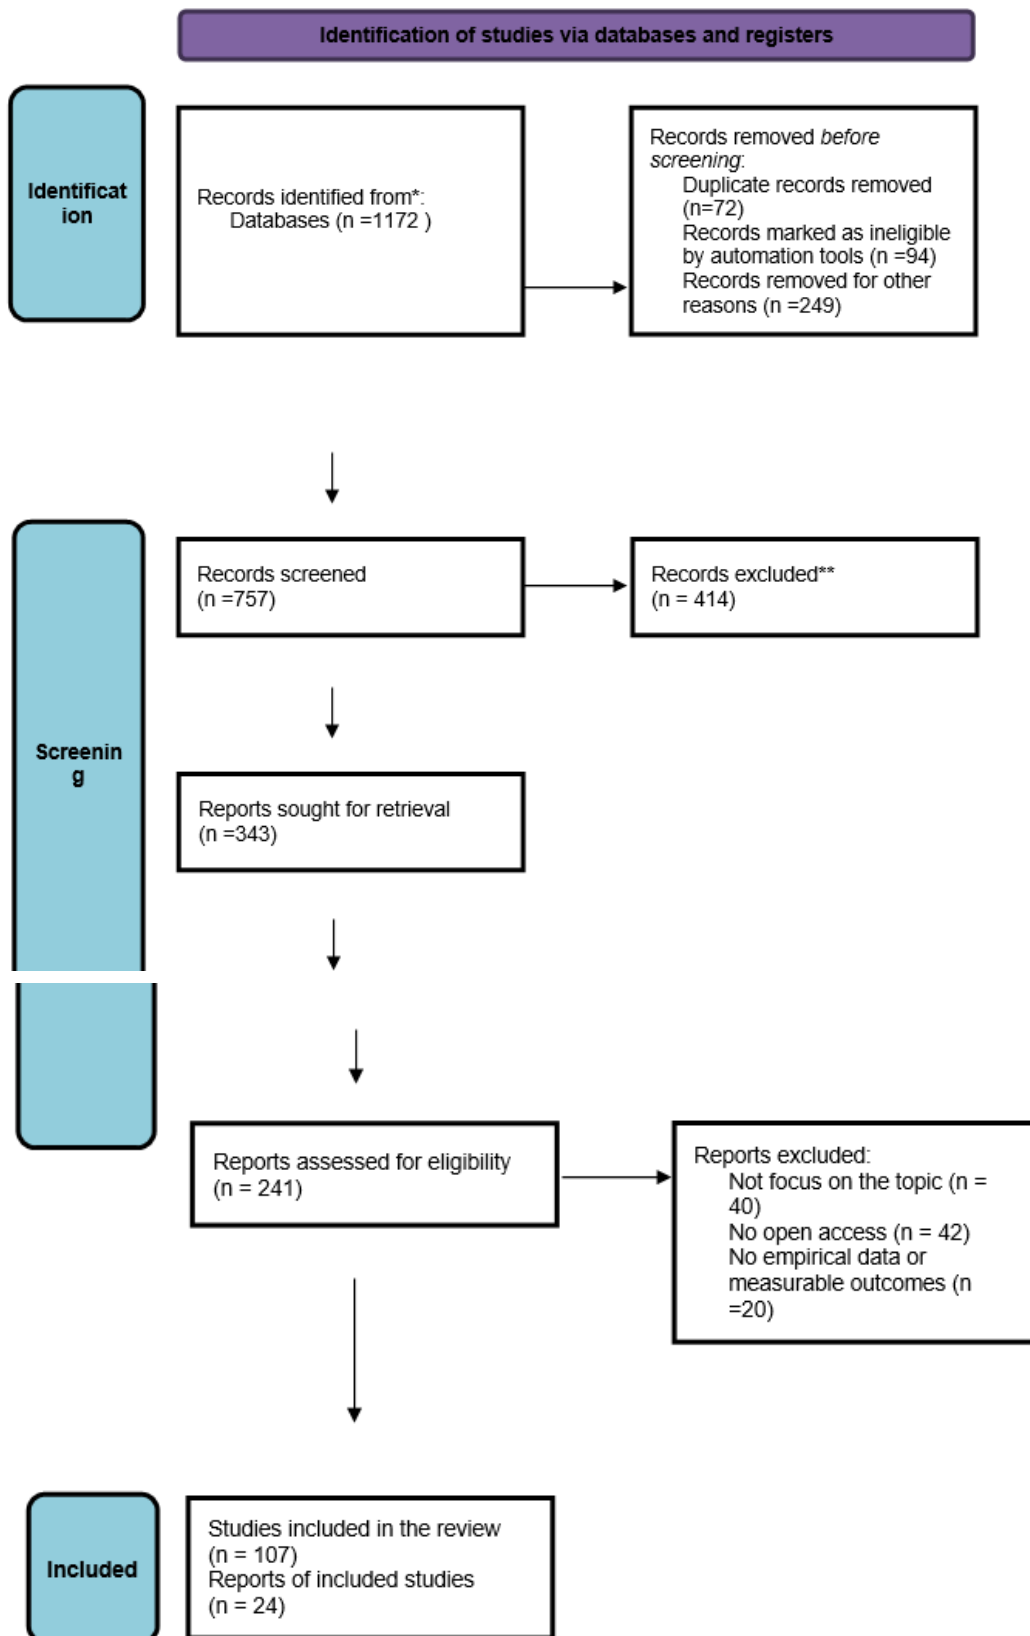 Identification of studies via databases and registers
Identificat
ion
Records identified from*:
Databases (n =1172 )
Records removed before
screening:
Duplicate records removed
(n=72)
Records marked as ineligible
by automation tools (n =94)
Records removed for other
reasons (n =249)
Screenin
g
Records screened
(n =757)
Records excluded**
(n = 414)
Reports sought for retrieval
(n =343)
Reports assessed for eligibility
(n = 241)
Reports excluded:
Not focus on the topic (n =
40)
No open access (n = 42)
No empirical data or
measurable outcomes (n
=20)
Included
Studies included in the review
(n = 107)
Reports of included studies
(n = 24)